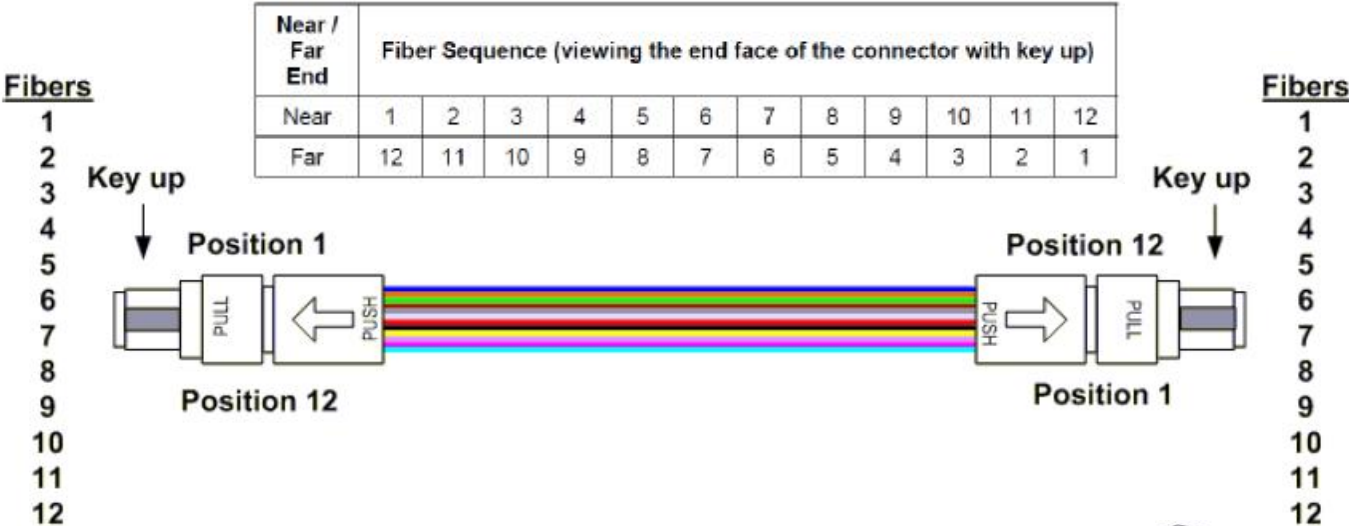 Near /
Far
End
Fiber Sequence (viewing the end face of the connector with key up)
Near 1 2 3 4 5 6 7 8 9 10 11 12
Far 12 11 10 9 8 7 6 5 4 3 2 1
Fibers
1
2
3
4
5
6
7
8
9
10
11
12
Key up
Position 1
PULL
PUSH
Position 12
Key up
Position 12
PUSH
PULL
Position 1
Fibers
1
2
3
4
5
6
7
8
9
10
11
12